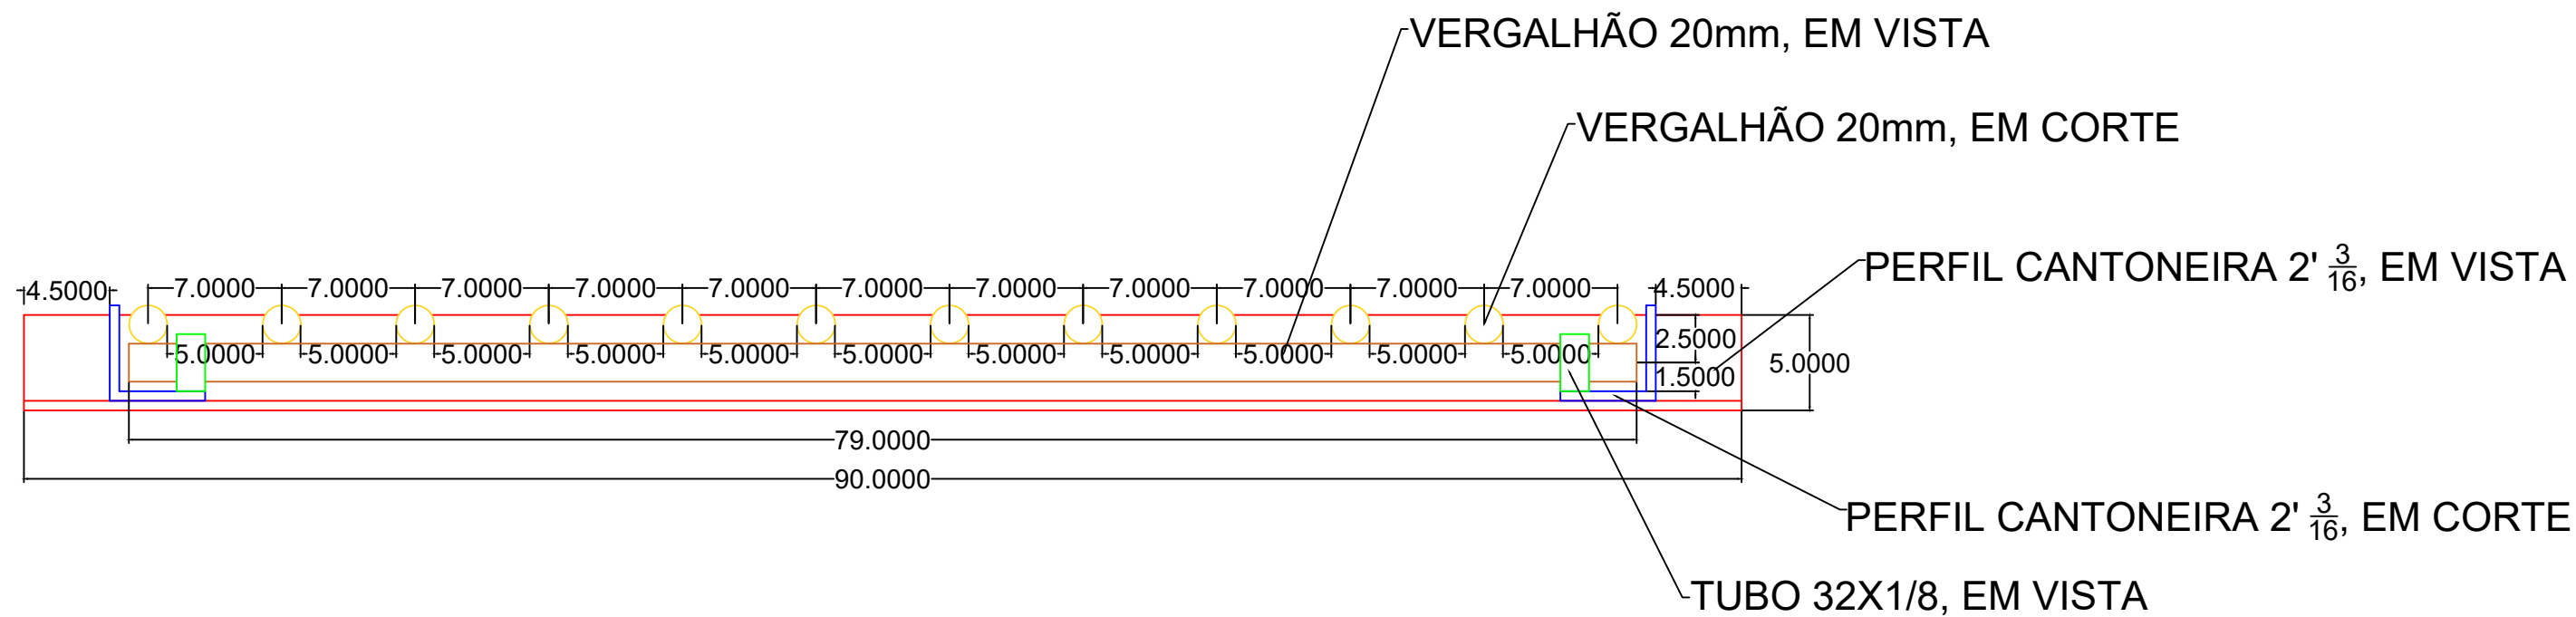 VERGALHÃO 20mm, EM VISTA
VERGALHÃO 20mm, EM CORTE
PERFIL CANTONEIRA 2' 3/16, EM VISTA
4.5000 7.0000 7.0000 7.0000 7.0000 7.0000 7.0000 7.0000 7.0000 7.0000 7.0000 7.0000 4.5000
2.5000
5.0000 5.0000 5.0000 5.0000 5.0000 5.0000 5.0000 5.0000 5.0000 5.0000 5.0000
5.0000
1.5000
79.0000
90.0000
PERFIL CANTONEIRA 2' 3/16, EM CORTE
TUBO 32X1/8, EM VISTA